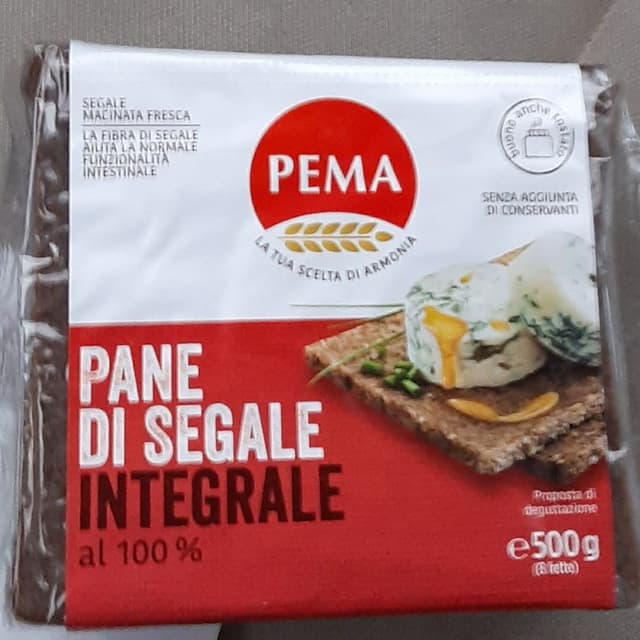 SEGALE
MACINATA FRESCA
LA FIBRA DI SEGALE
AIUTA LA NORMALE
FUNZIONALITÀ
INTESTINALE
PEMA
LA TUA SCELTA DI ARMONIA
buono anche tostato
SENZA AGGIUNTA
DI CONSERVANTI
PANE
DI SEGALE
INTEGRALE
al 100%
Proposta di
degustazione
e500g
(8 fette)